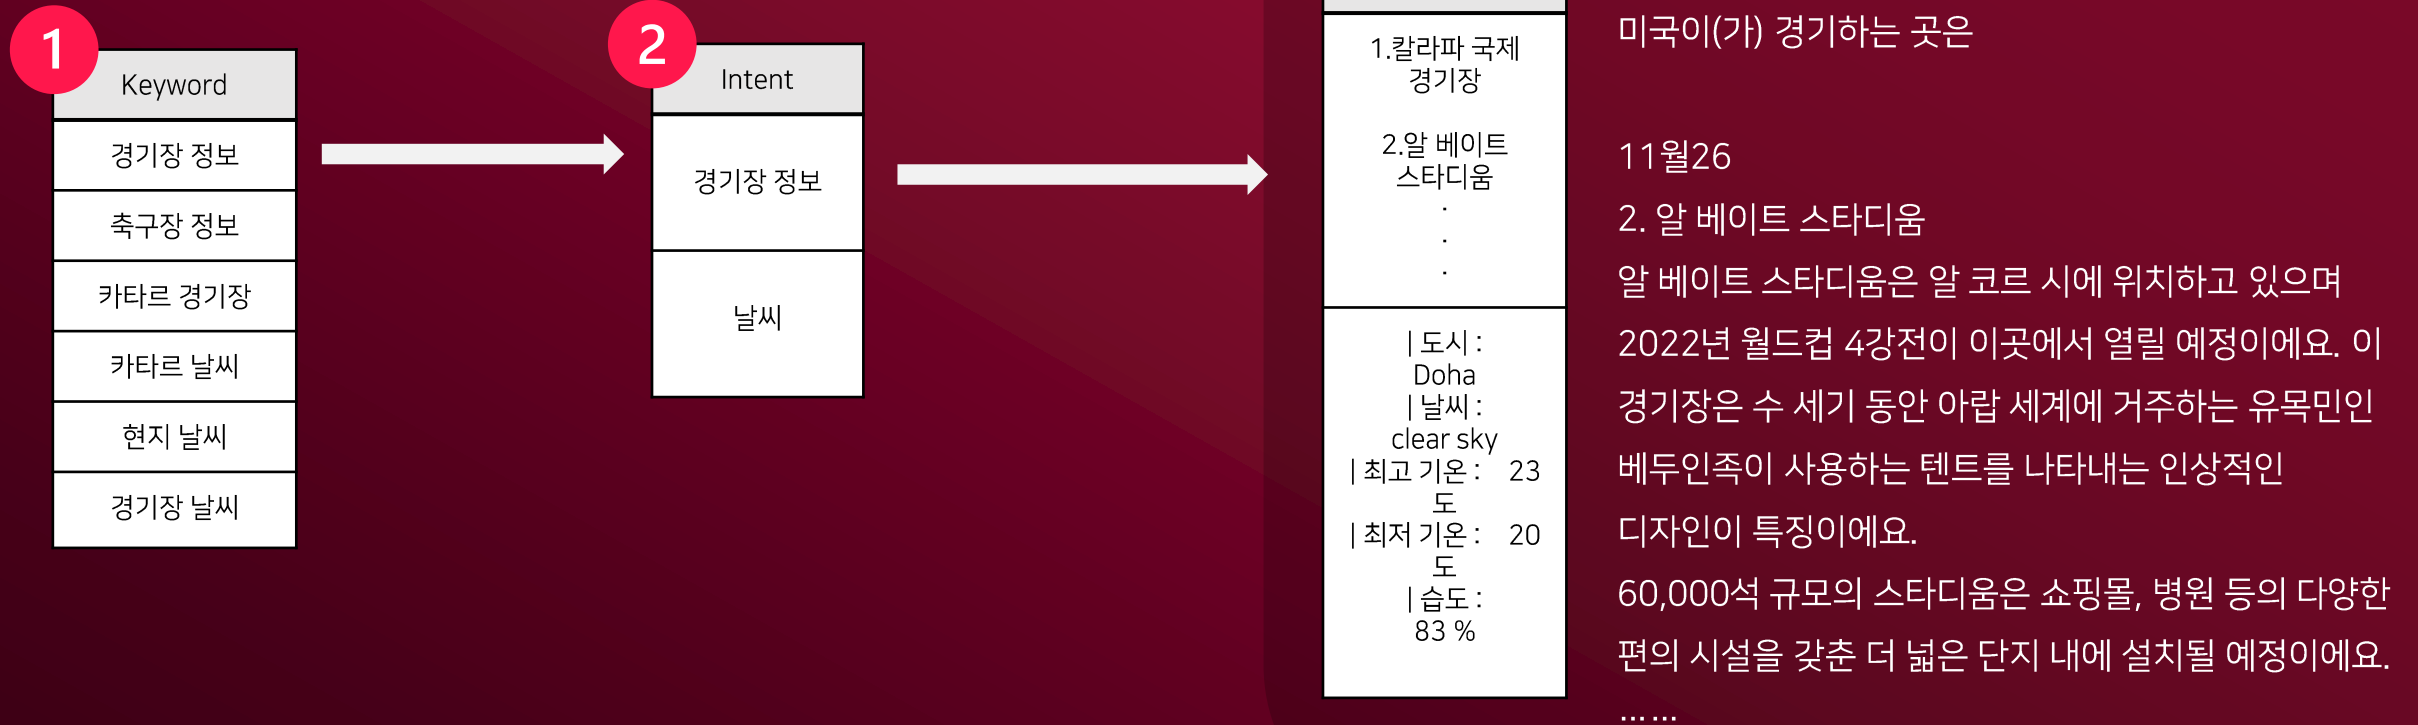 1
Keyword
경기장 정보
축구장 정보
카타르 경기장
카타르 날씨
현지 날씨
경기장 날씨
2
Intent
경기장 정보
날씨
1.칼라파 국제
경기장
2.알 베이트
스타디움
.
.
.
| 도시 :
Doha
| 날씨 :
clear sky
| 최고 기온 : 23
도
| 최저 기온 : 20
도
| 습도 :
83 %
미국이(가) 경기하는 곳은
11월26
2. 알 베이트 스타디움
알 베이트 스타디움은 알 코르 시에 위치하고 있으며
2022년 월드컵 4강전이 이곳에서 열릴 예정이에요. 이
경기장은 수 세기 동안 아랍 세계에 거주하는 유목민인
베두인족이 사용하는 텐트를 나타내는 인상적인
디자인이 특징이에요.
60,000석 규모의 스타디움은 쇼핑몰, 병원 등의 다양한
편의 시설을 갖춘 더 넓은 단지 내에 설치될 예정이에요.
... ...